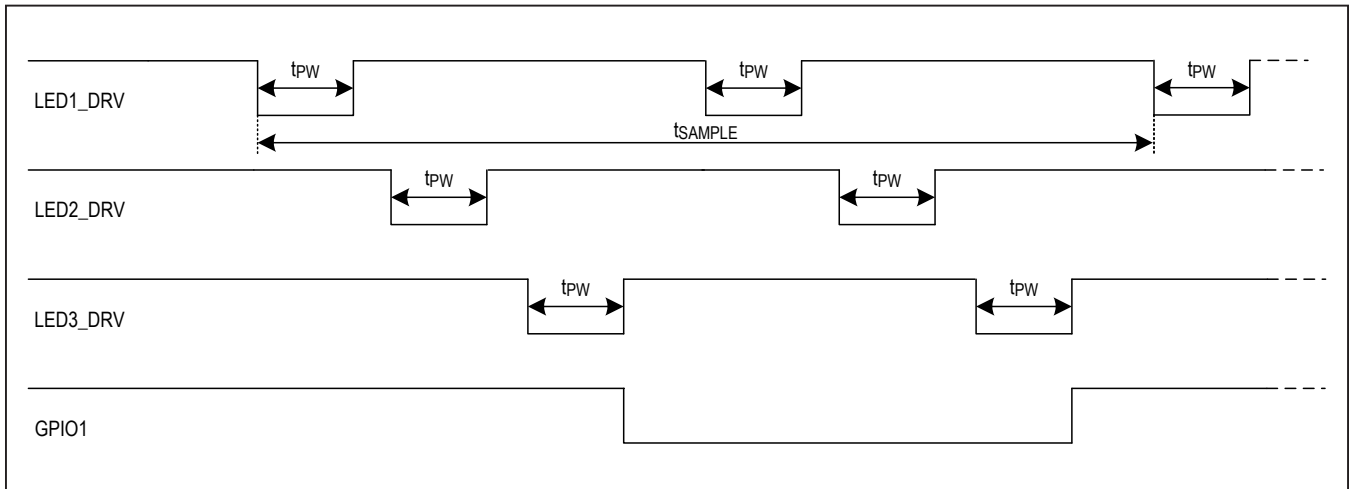 tPW tPW tPW
LED1_DRV
tSAMPLE
tPW tPW
LED2_DRV
tPW tPW
LED3_DRV
GPIO1